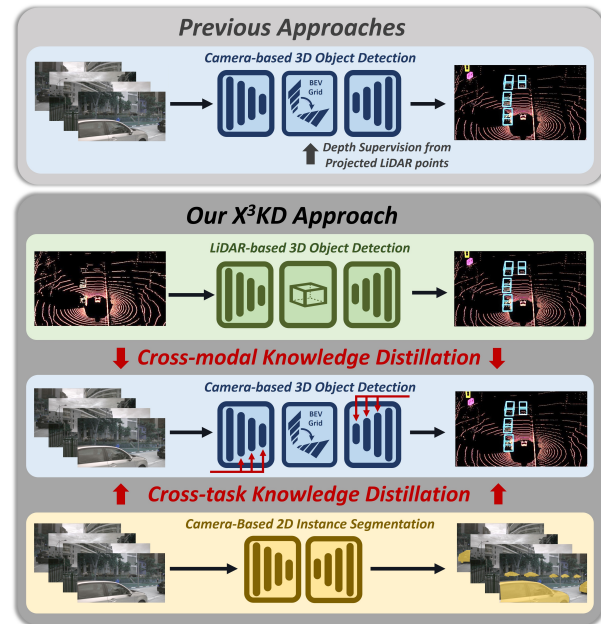 Previous Approaches
Camera-based 3D Object Detection
BEV
Grid
Depth Supervision from
Projected LiDAR points
Our X³KD Approach
LiDAR-based 3D Object Detection
Cross-modal Knowledge Distillation
Camera-based 3D Object Detection
BEV
Grid
Cross-task Knowledge Distillation
Camera-Based 2D Instance Segmentation